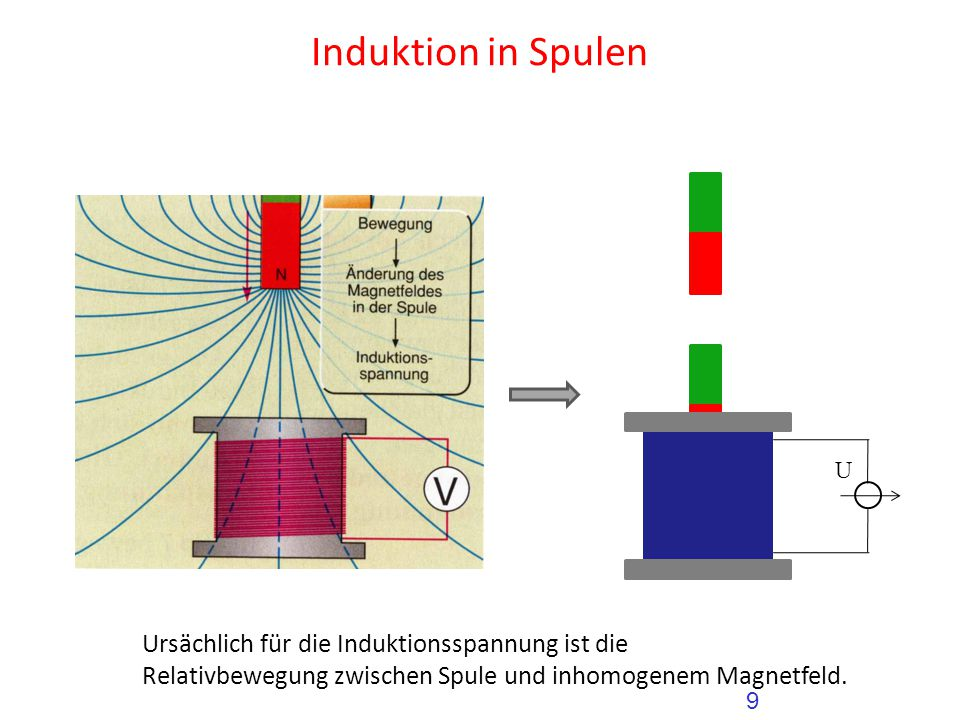 Induktion in Spulen
N
Bewegung
Änderung des
Magnetfeldes
in der Spule
Induktions-
spannung
V
U
Ursächlich für die Induktionsspannung ist die
Relativbewegung zwischen Spule und inhomogenem Magnetfeld.
9